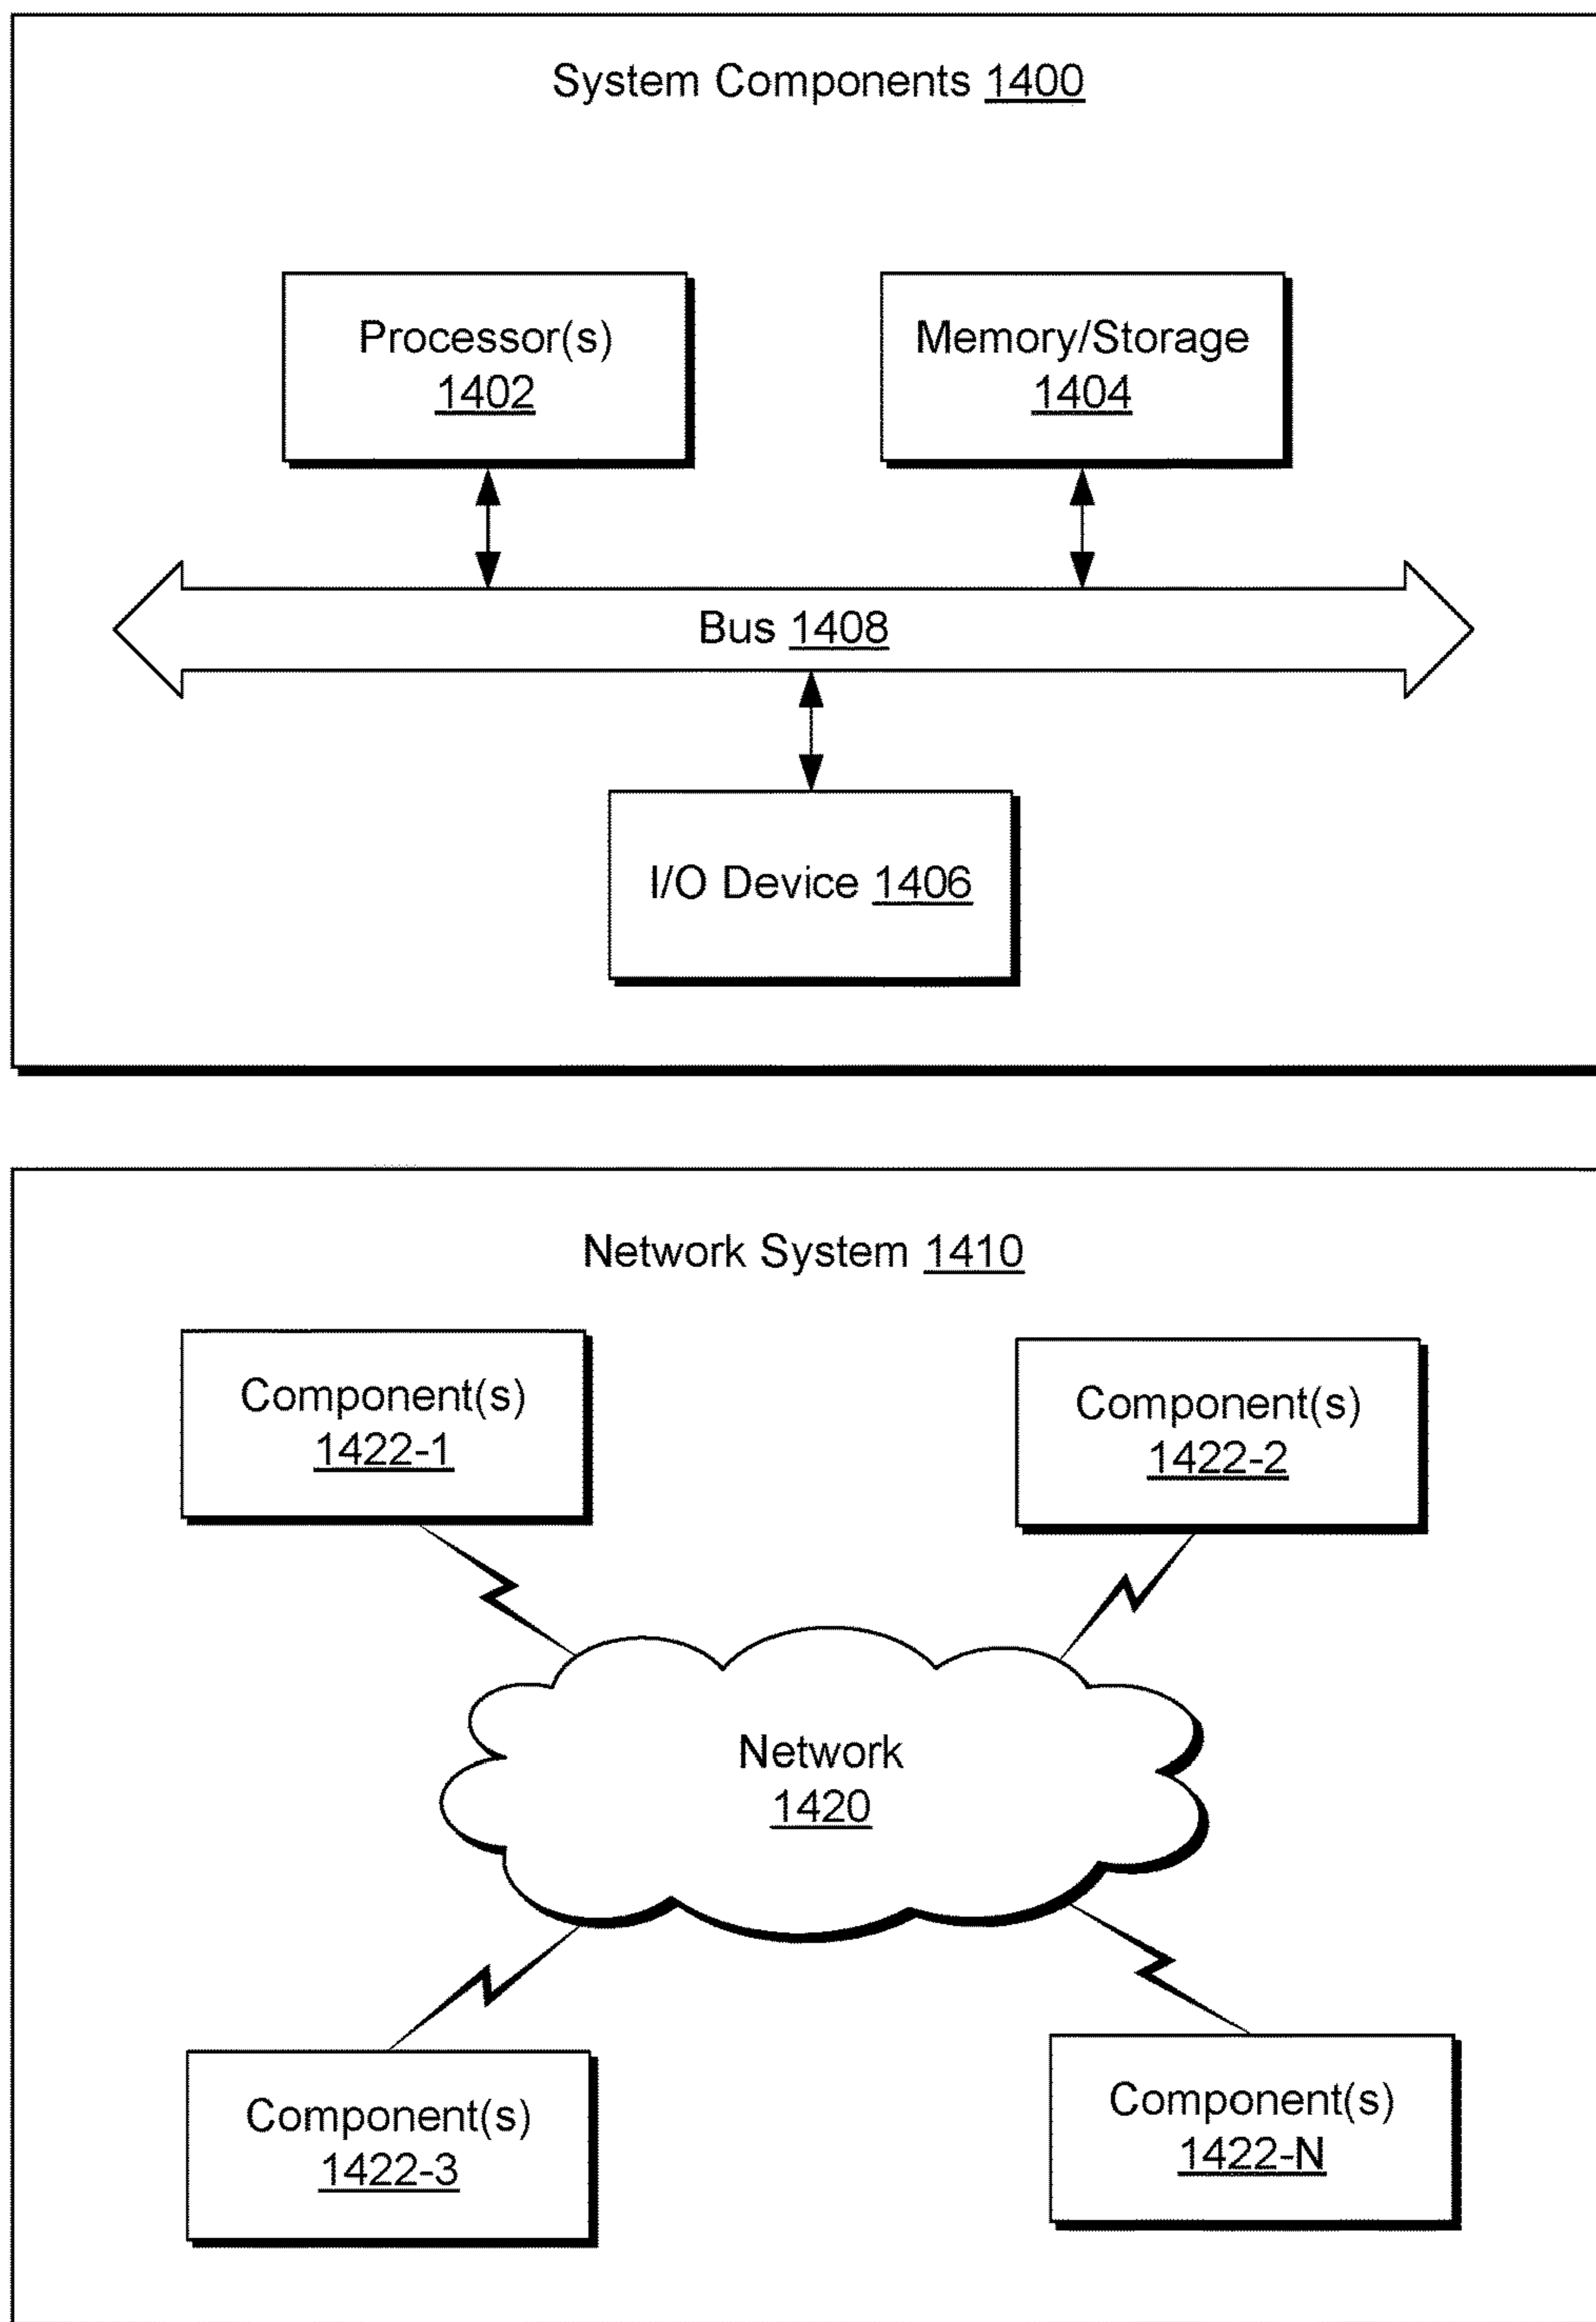 System Components 1400
Processor(s)
1402
Memory/Storage
1404
Bus 1408
I/O Device 1406
Network System 1410
Component(s)
1422-1
Component(s)
1422-2
Network
1420
Component(s)
1422-3
Component(s)
1422-N